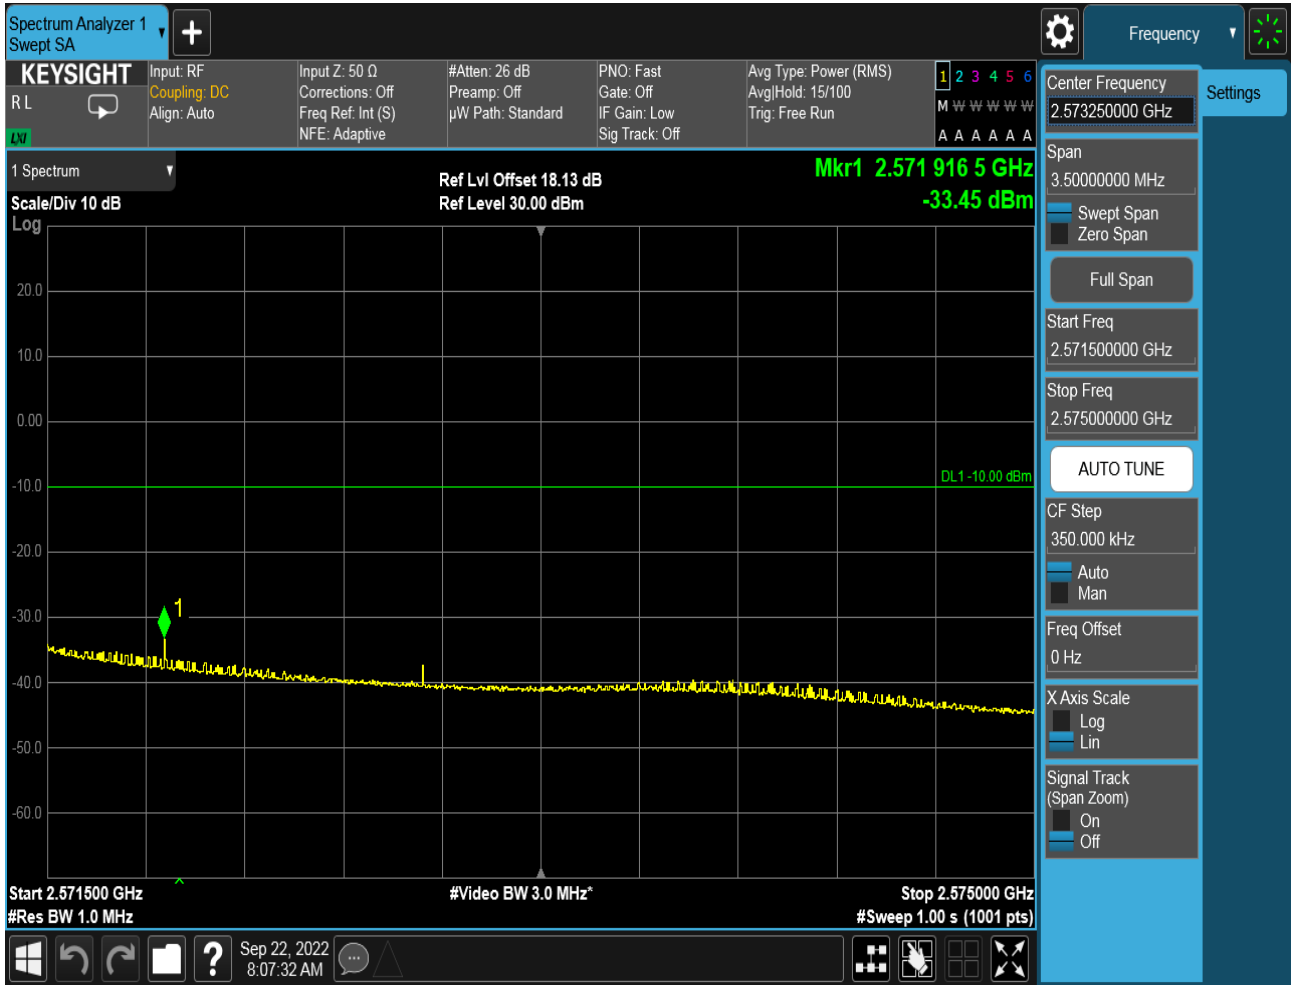 Spectrum Analyzer 1
Swept SA
+
Frequency
KEYSIGHT
R L
LXI
Input: RF
Coupling: DC
Align: Auto
Input Z: 50 Ω
Corrections: Off
Freq Ref: Int (S)
NFE: Adaptive
#Atten: 26 dB
Preamp: Off
µW Path: Standard
PNO: Fast
Gate: Off
IF Gain: Low
Sig Track: Off
Avg Type: Power (RMS)
Avg|Hold: 15/100
Trig: Free Run
1 2 3 4 5 6
M W W W W W
A A A A A A
1 Spectrum
Scale/Div 10 dB
Log
Ref Lvl Offset 18.13 dB
Ref Level 30.00 dBm
Mkr1 2.571 916 5 GHz
-33.45 dBm
20.0
10.0
0.00
-10.0
DL1 -10.00 dBm
-20.0
-30.0
1
-40.0
-50.0
-60.0
Start 2.571500 GHz
#Video BW 3.0 MHz*
Stop 2.575000 GHz
#Res BW 1.0 MHz
#Sweep 1.00 s (1001 pts)
Center Frequency
2.573250000 GHz
Settings
Span
3.50000000 MHz
Swept Span
Zero Span
Full Span
Start Freq
2.571500000 GHz
Stop Freq
2.575000000 GHz
AUTO TUNE
CF Step
350.000 kHz
Auto
Man
Freq Offset
0 Hz
X Axis Scale
Log
Lin
Signal Track
(Span Zoom)
On
Off
?
Sep 22, 2022
8:07:32 AM